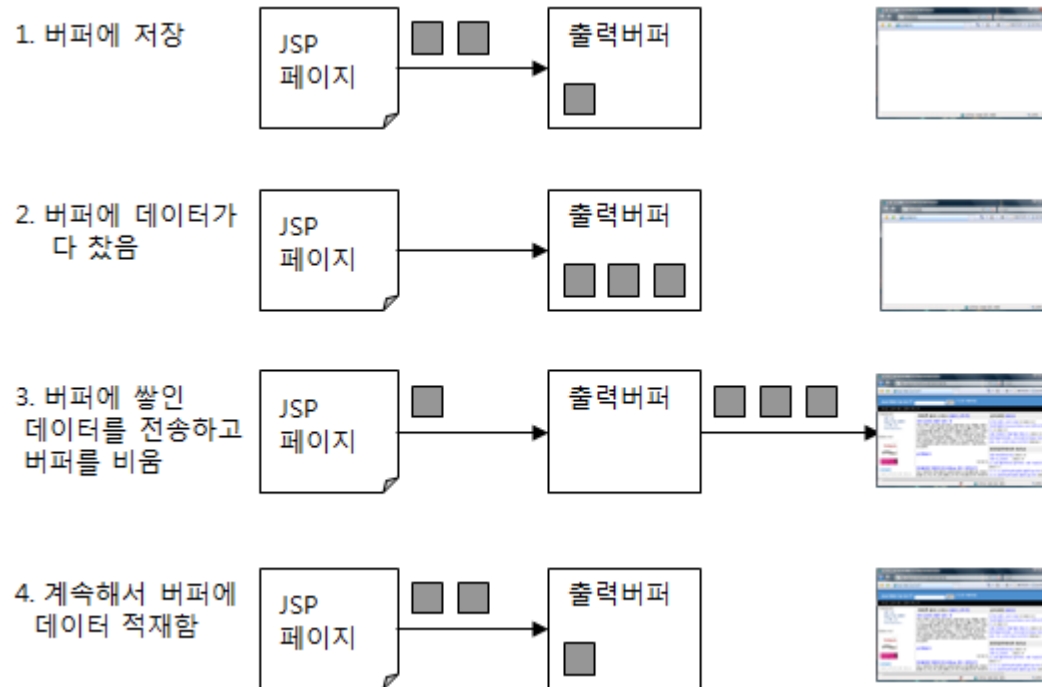 1. 버퍼에 저장
JSP
페이지
출력버퍼
2. 버퍼에 데이터가
다 찼음
JSP
페이지
출력버퍼
3. 버퍼에 쌓인
데이터를 전송하고
버퍼를 비움
JSP
페이지
출력버퍼
4. 계속해서 버퍼에
데이터 적재함
JSP
페이지
출력버퍼